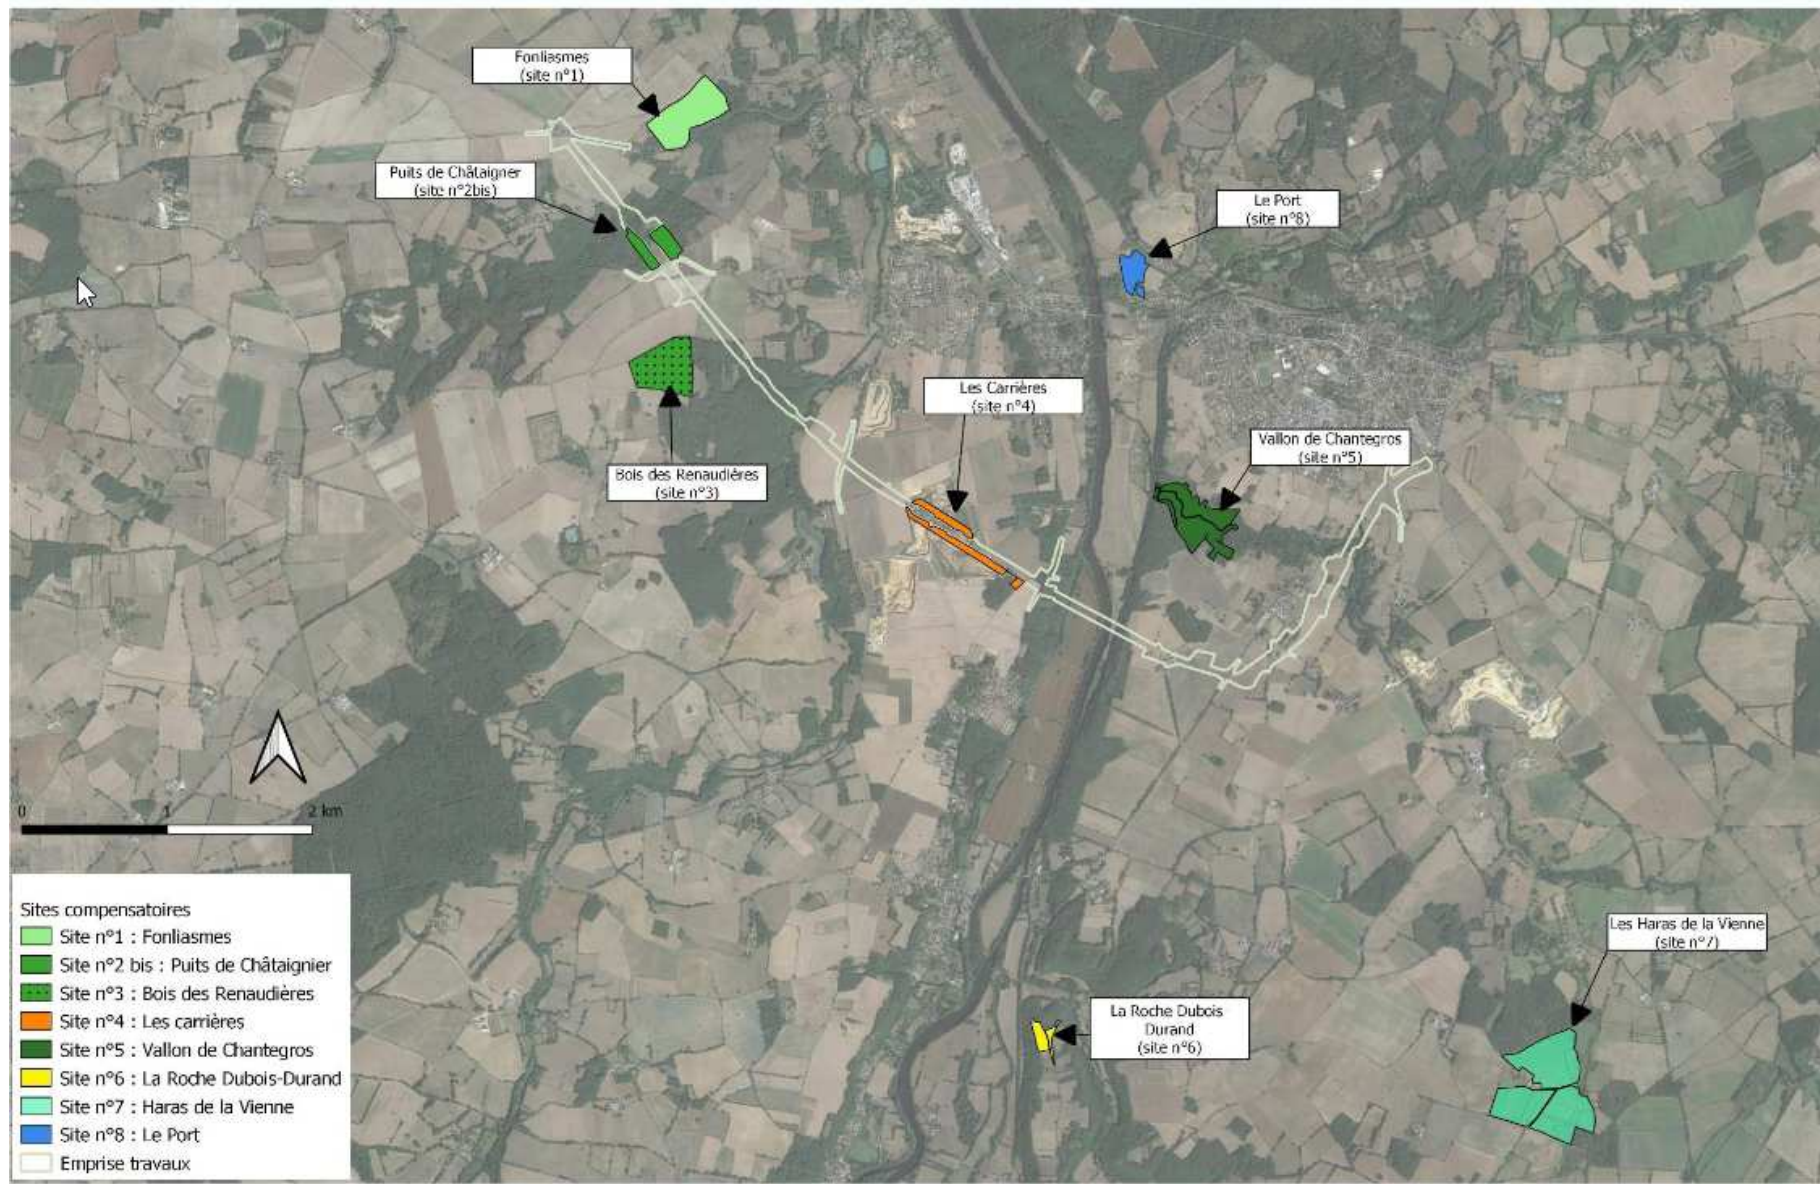 Fonliasmes
(site n°1)
Puits de Châtaigner
(site n°2bis)
Le Port
(site n°8)
Les Carrières
(site n°4)
Vallon de Chantegros
(site n°5)
Bois des Renaudières
(site n°3)
0 1 2 km
Les Haras de la Vienne
(site n°7)
La Roche Dubois
Durand
(site n°6)
Sites compensatoires
Site n°1 : Fonliasmes
Site n°2 bis : Puits de Châtaignier
Site n°3 : Bois des Renaudières
Site n°4 : Les carrières
Site n°5 : Vallon de Chantegros
Site n°6 : La Roche Dubois-Durand
Site n°7 : Haras de la Vienne
Site n°8 : Le Port
Emprise travaux